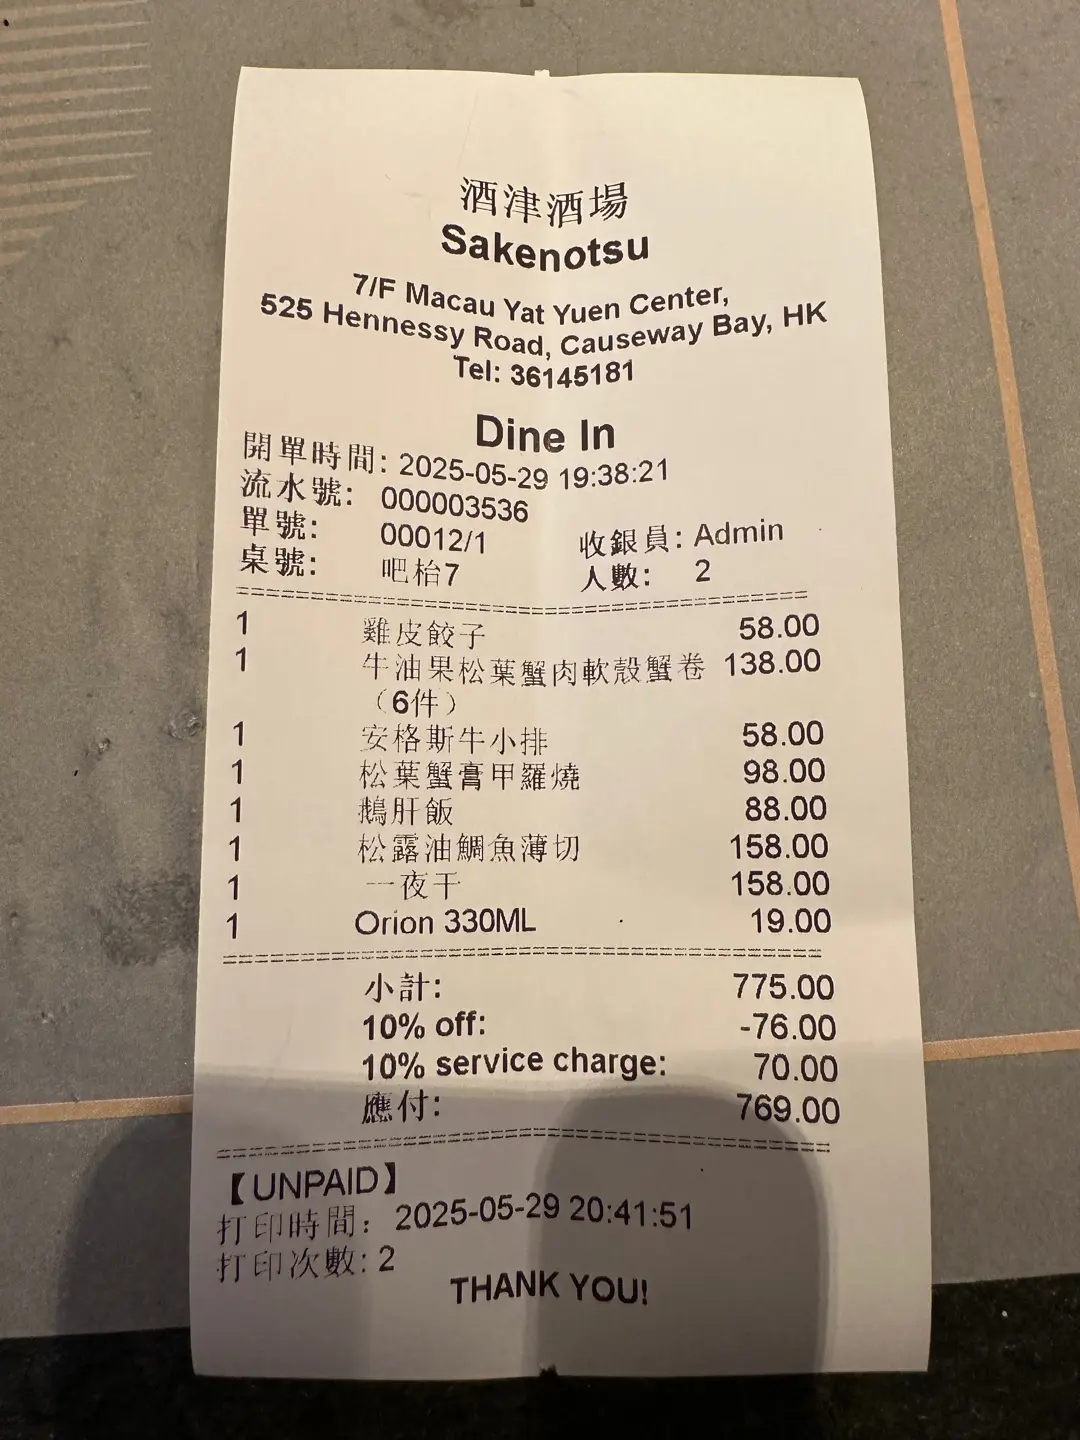 酒津酒場
Sakenotsu
7/F Macau Yat Yuen Center,
525 Hennessy Road, Causeway Bay, HK
Tel: 36145181
Dine In
開單時間: 2025-05-29 19:38:21
流水號: 000003536
單號: 00012/1 收銀員: Admin
桌號: 吧枱7 人數: 2
1 雞皮餃子 58.00
1 牛油果松葉蟹肉軟殼蟹卷 138.00
（6件）
1 安格斯牛小排 58.00
1 松葉蟹膏甲羅燒 98.00
1 鵝肝飯 88.00
1 松露油鯛魚薄切 158.00
1 一夜干 158.00
1 Orion 330ML 19.00
小計: 775.00
10% off: -76.00
10% service charge: 70.00
應付: 769.00
【UNPAID】
打印時間: 2025-05-29 20:41:51
打印次數: 2
THANK YOU!